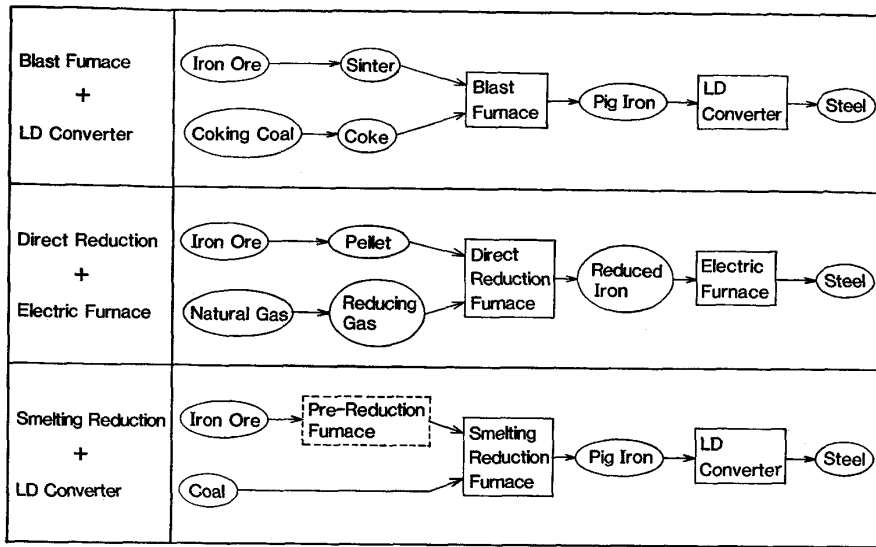 Blast Furnace
+
LD Converter
Iron Ore
Sinter
Coking Coal
Coke
Blast
Furnace
Pig Iron
LD
Converter
Steel
Direct Reduction
+
Electric Furnace
Iron Ore
Pellet
Natural Gas
Reducing
Gas
Direct
Reduction
Furnace
Reduced
Iron
Electric
Furnace
Steel
Smelting Reduction
+
LD Converter
Iron Ore
Pre-Reduction
Furnace
Coal
Smelting
Reduction
Furnace
Pig Iron
LD
Converter
Steel